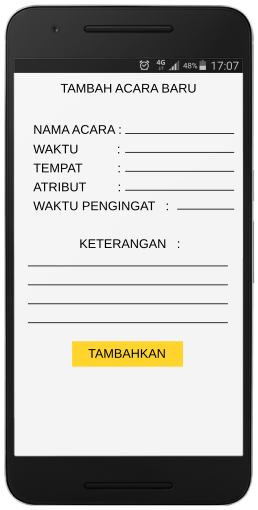 4G 48% 17:07
TAMBAH ACARA BARU
NAMA ACARA :
WAKTU :
TEMPAT :
ATRIBUT :
WAKTU PENGINGAT :
KETERANGAN :
TAMBAHKAN